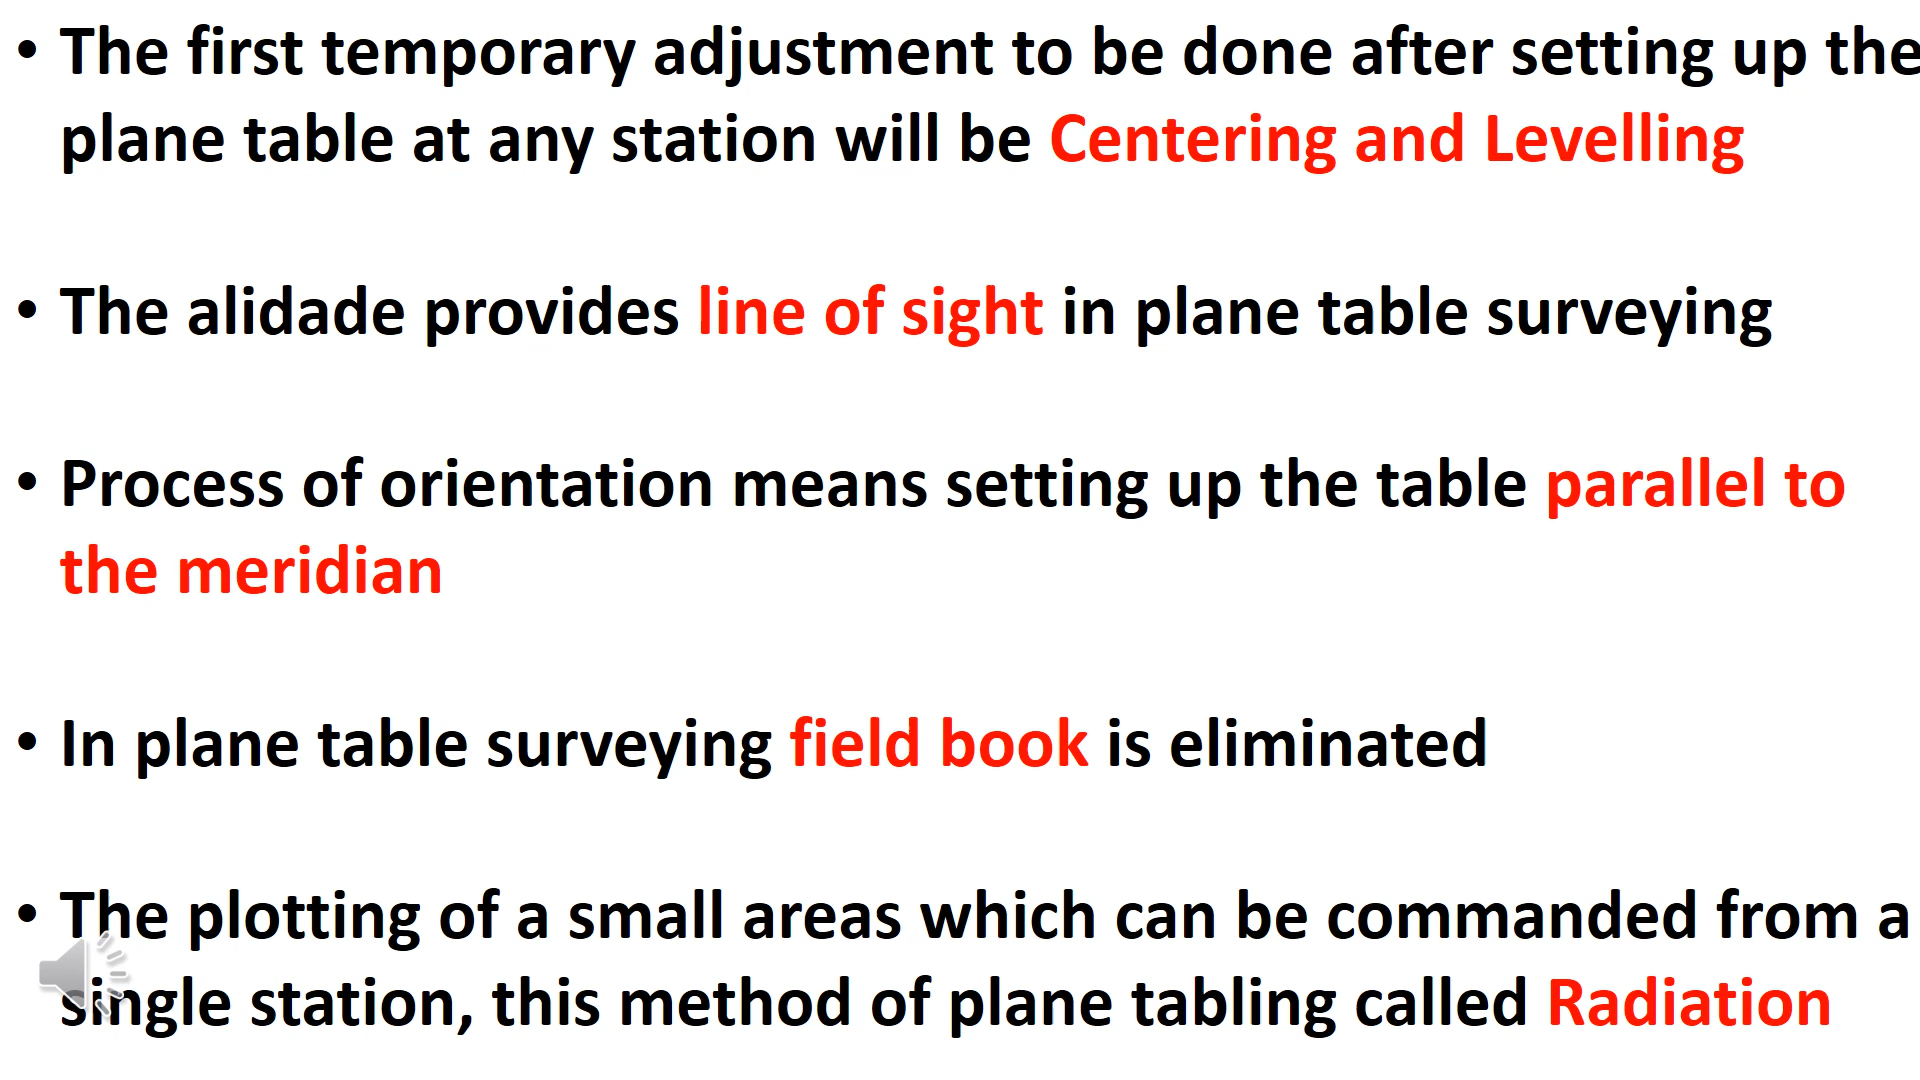 • The first temporary adjustment to be done after setting up the
plane table at any station will be Centering and Levelling
• The alidade provides line of sight in plane table surveying
• Process of orientation means setting up the table parallel to
the meridian
• In plane table surveying field book is eliminated
• The plotting of a small areas which can be commanded from a
single station, this method of plane tabling called Radiation